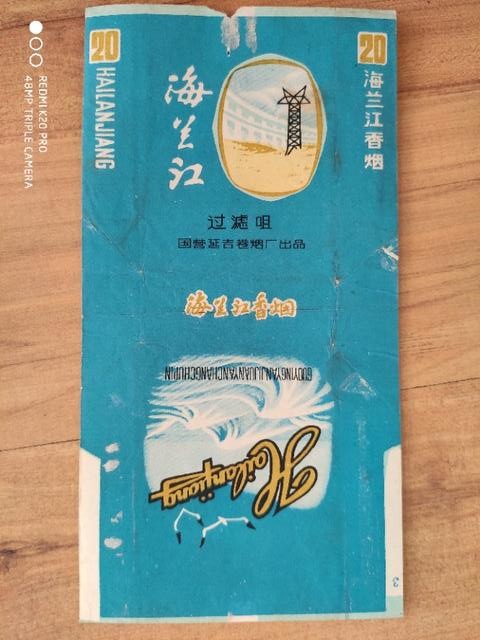 20
HAILANJIANG
海兰江
20
海兰江香烟
过滤咀
国营延吉卷烟厂出品
海兰江香烟
Hailanjiang
GUOYINGYANJIJUANYANCHANGCHUPIN
3
REDMI K20 PRO
48MP TRIPLE CAMERA